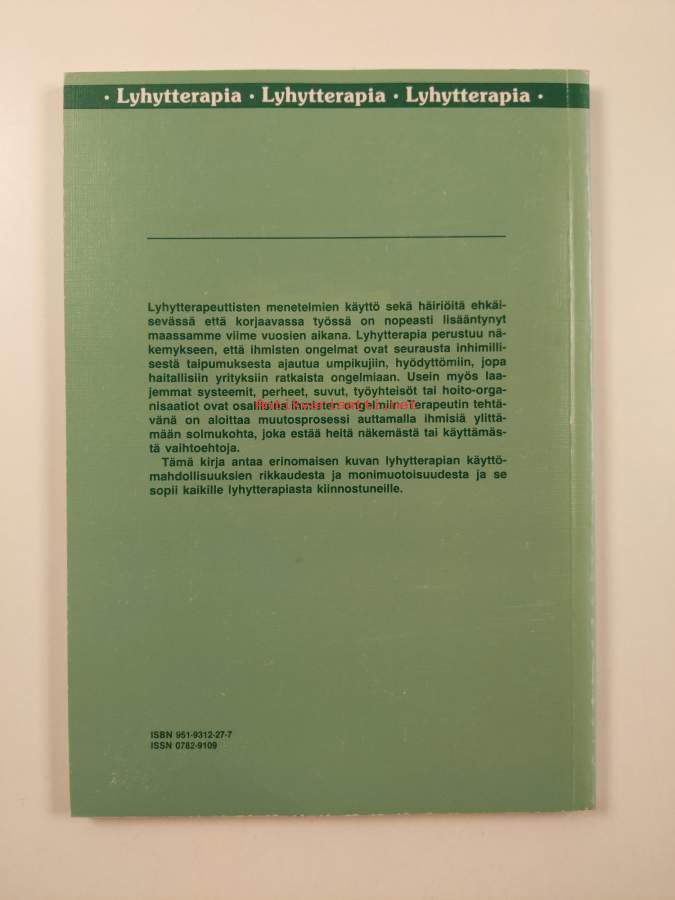 · Lyhytterapia · Lyhytterapia · Lyhytterapia ·
Lyhytterapeuttisten menetelmien käyttö sekä häiriöitä ehkäi-
sevässä että korjaavassa työssä on nopeasti lisääntynyt
maassamme viime vuosien aikana. Lyhytterapia perustuu nä-
kemykseen, että ihmisten ongelmat ovat seurausta inhimilli-
sestä taipumuksesta ajautua umpikujiin, hyödyttömiin, jopa
haitallisiin yrityksiin ratkaista ongelmiaan. Usein myös laa-
jemmat systeemit, perheet, suvut, työyhteisöt tai hoito-orga-
nisaatiot ovat ihmisten Terapeutin tehtä-
vänä on aloittaa muutosprosessi auttamalla ihmisiä ylittä-
mään solmukohta, joka estää heitä näkemästä tai käyttämäs-
tä vaihtoehtoja.
Tämä kirja antaa erinomaisen kuvan lyhytterapian käyttö-
mahdollisuuksien rikkaudesta ja monimuotoisuudesta ja se
sopii kaikille lyhytterapiasta kiinnostuneille.
ISBN 951-9312-27-7
ISSN 0782-9109